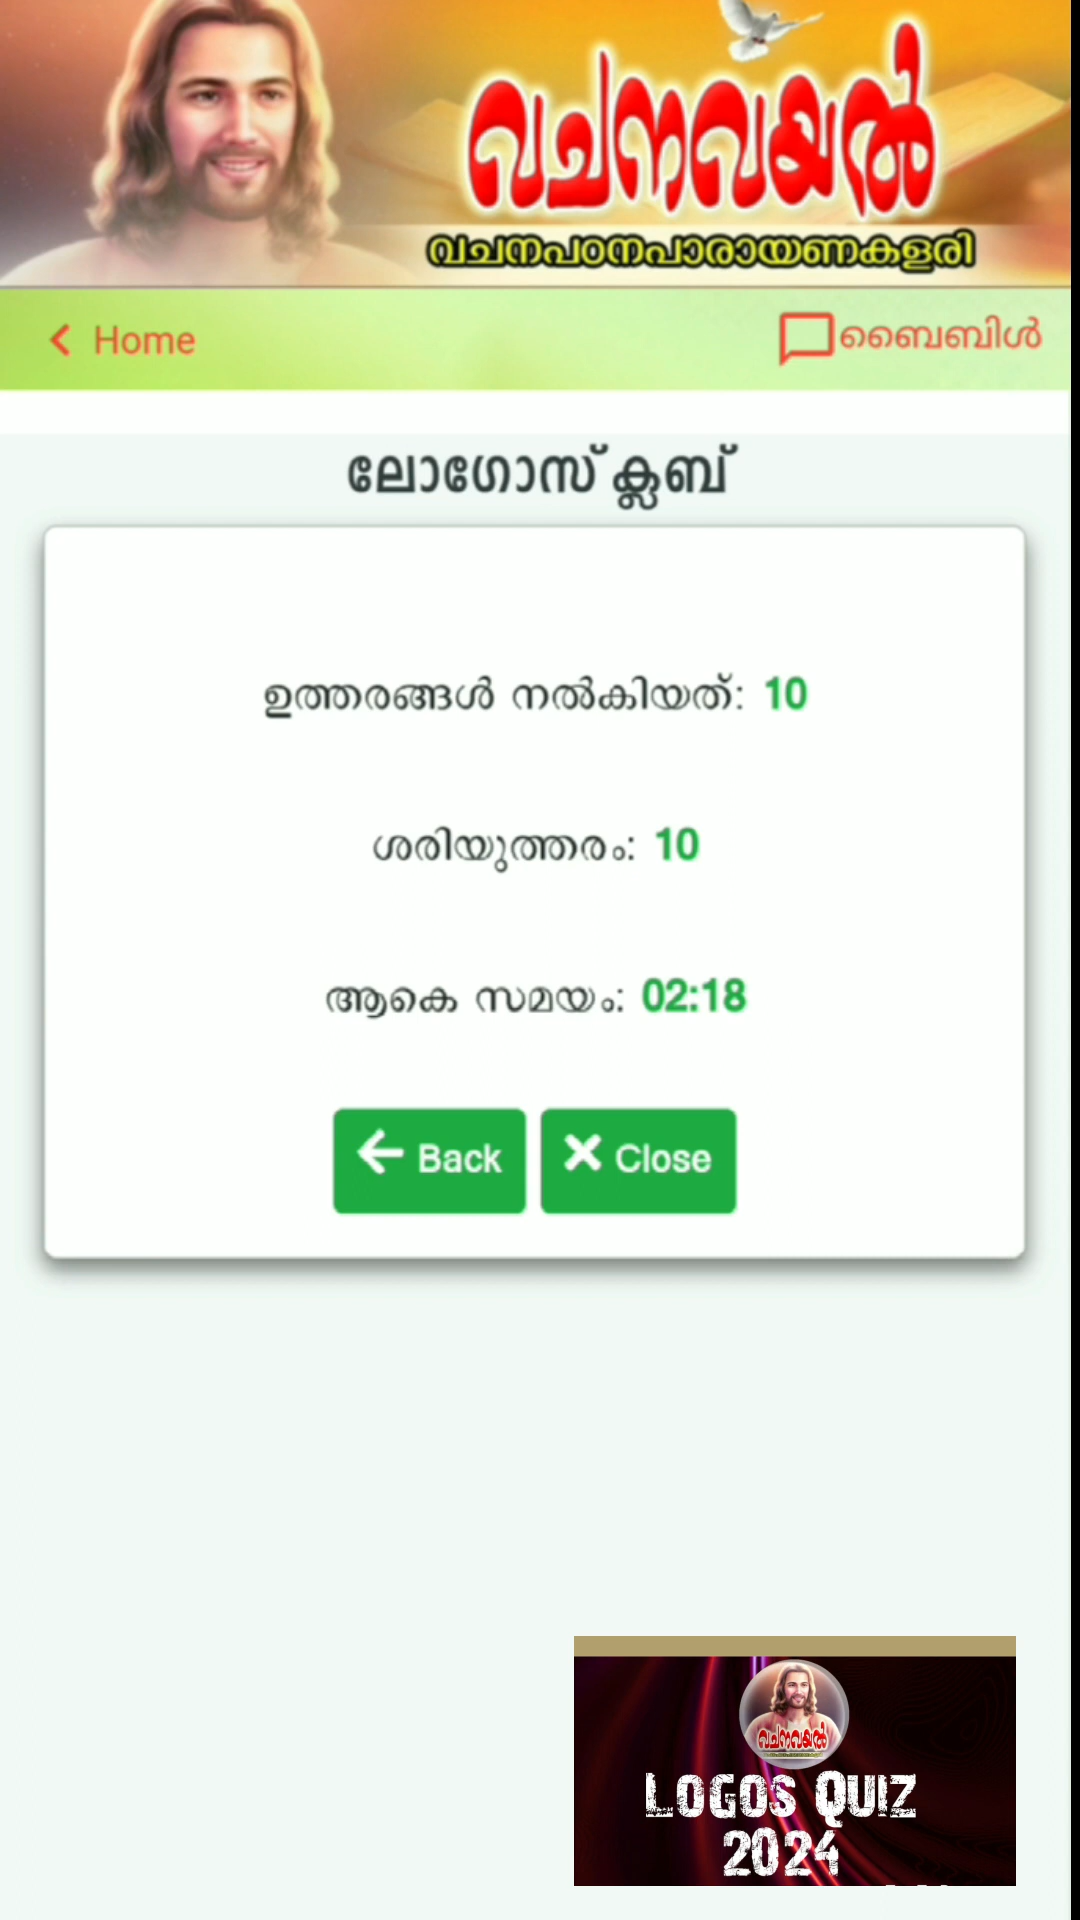 വചനവയൽ
വചനപഠനപാരായണകളരി
Home
ബൈബിൾ
ലോഗോസ് ക്ലബ്
ഉത്തരങ്ങൾ നൽകിയത്: 10
ശരിയുത്തരം: 10
ആകെ സമയം: 02:18
Back
Close
വചനവയൽ
LOGOS QUIZ
2024